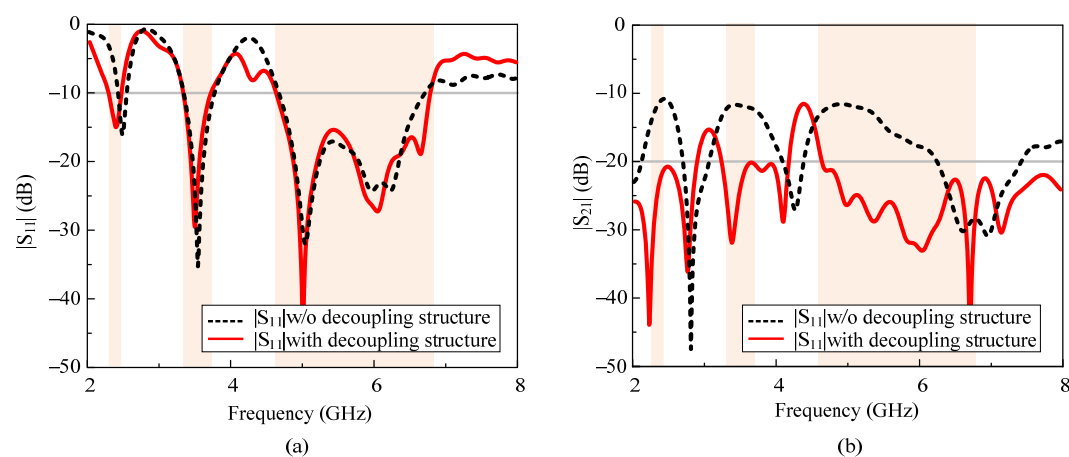 0
−10
−20
−30
−40
−50
|S11| (dB)
|S11|w/o decoupling structure
|S11|with decoupling structure
2
4
6
8
Frequency (GHz)
(a)
0
−10
−20
−30
−40
−50
|S21| (dB)
|S11|w/o decoupling structure
|S11|with decoupling structure
2
4
6
8
Frequency (GHz)
(b)